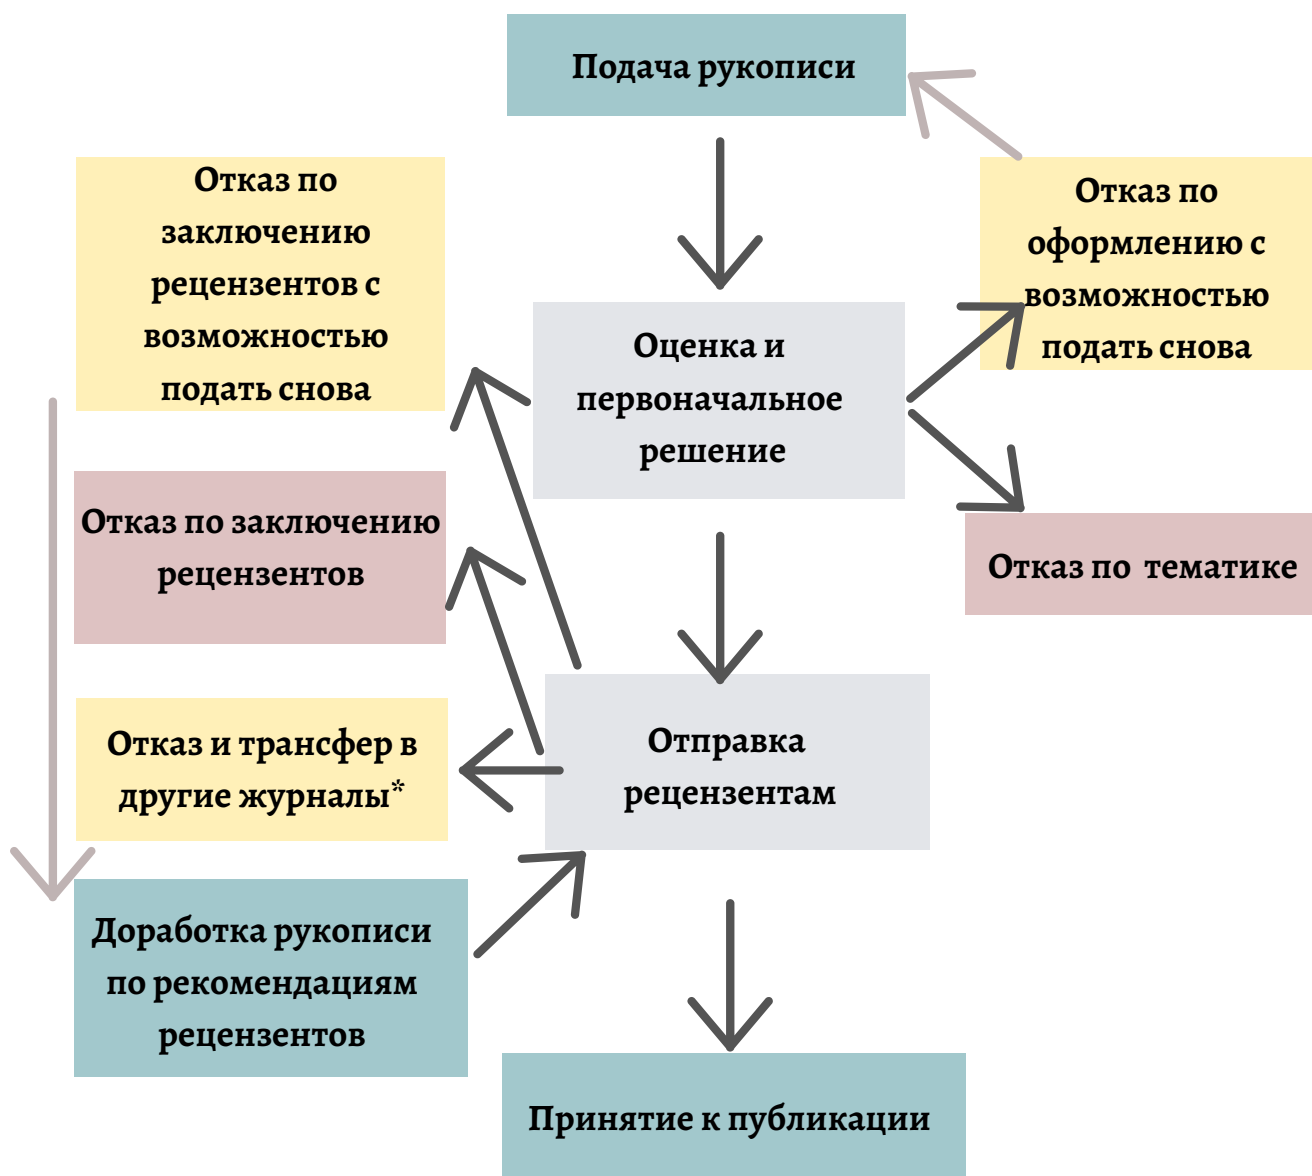 Подача рукописи
Отказ по
заключению
рецензентов с
возможностью
подать снова
Отказ по
оформлению с
возможностью
подать снова
Оценка и
первоначальное
решение
Отказ по заключению
рецензентов
Отказ по тематике
Отказ и трансфер в
другие журналы*
Отправка
рецензентам
Доработка рукописи
по рекомендациям
рецензентов
Принятие к публикации